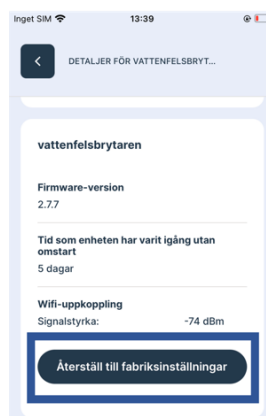 Inget SIM 13:39
DETALJER FÖR VATTENFELSBRYT...
vattenfelsbrytaren
Firmware-version
2.7.7
Tid som enheten har varit igång utan
omstart
5 dagar
Wifi-uppkoppling
Signalstyrka: -74 dBm
Återställ till fabriksinställningar